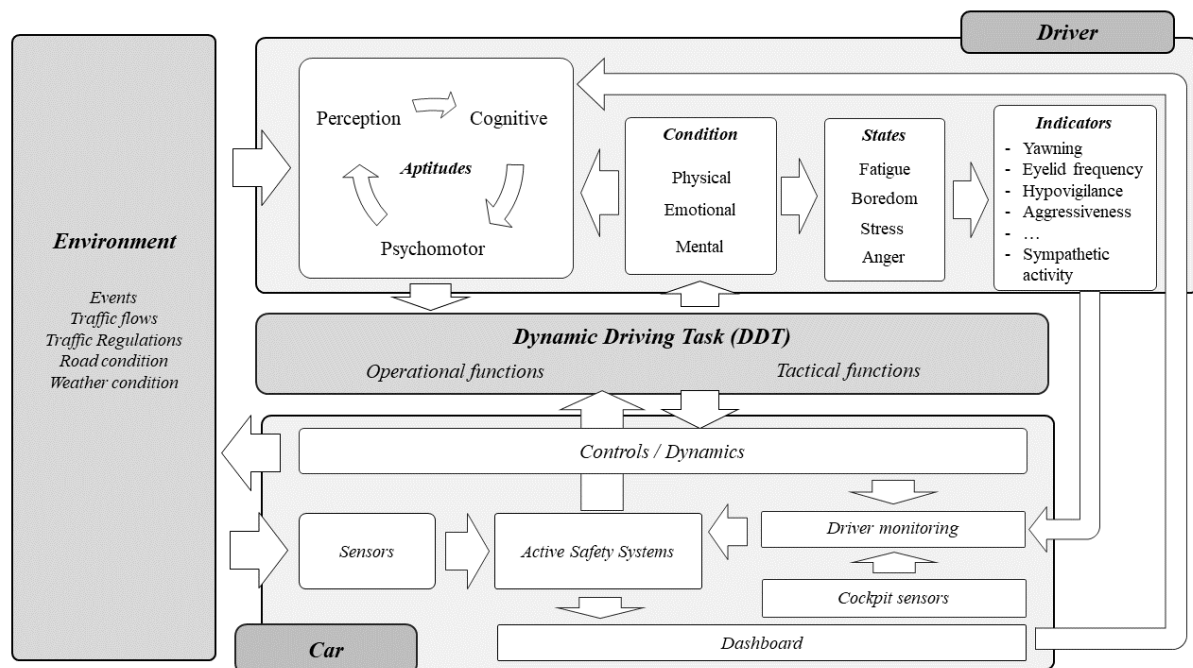 Driver
Environment
Events
Traffic flows
Traffic Regulations
Road condition
Weather condition
Perception
Cognitive
Aptitudes
Psychomotor
Condition
Physical
Emotional
Mental
States
Fatigue
Boredom
Stress
Anger
Indicators
- Yawning
- Eyelid frequency
- Hypovigilance
- Aggressiveness
- …
- Sympathetic
activity
Dynamic Driving Task (DDT)
Operational functions
Tactical functions
Controls / Dynamics
Sensors
Active Safety Systems
Driver monitoring
Cockpit sensors
Dashboard
Car